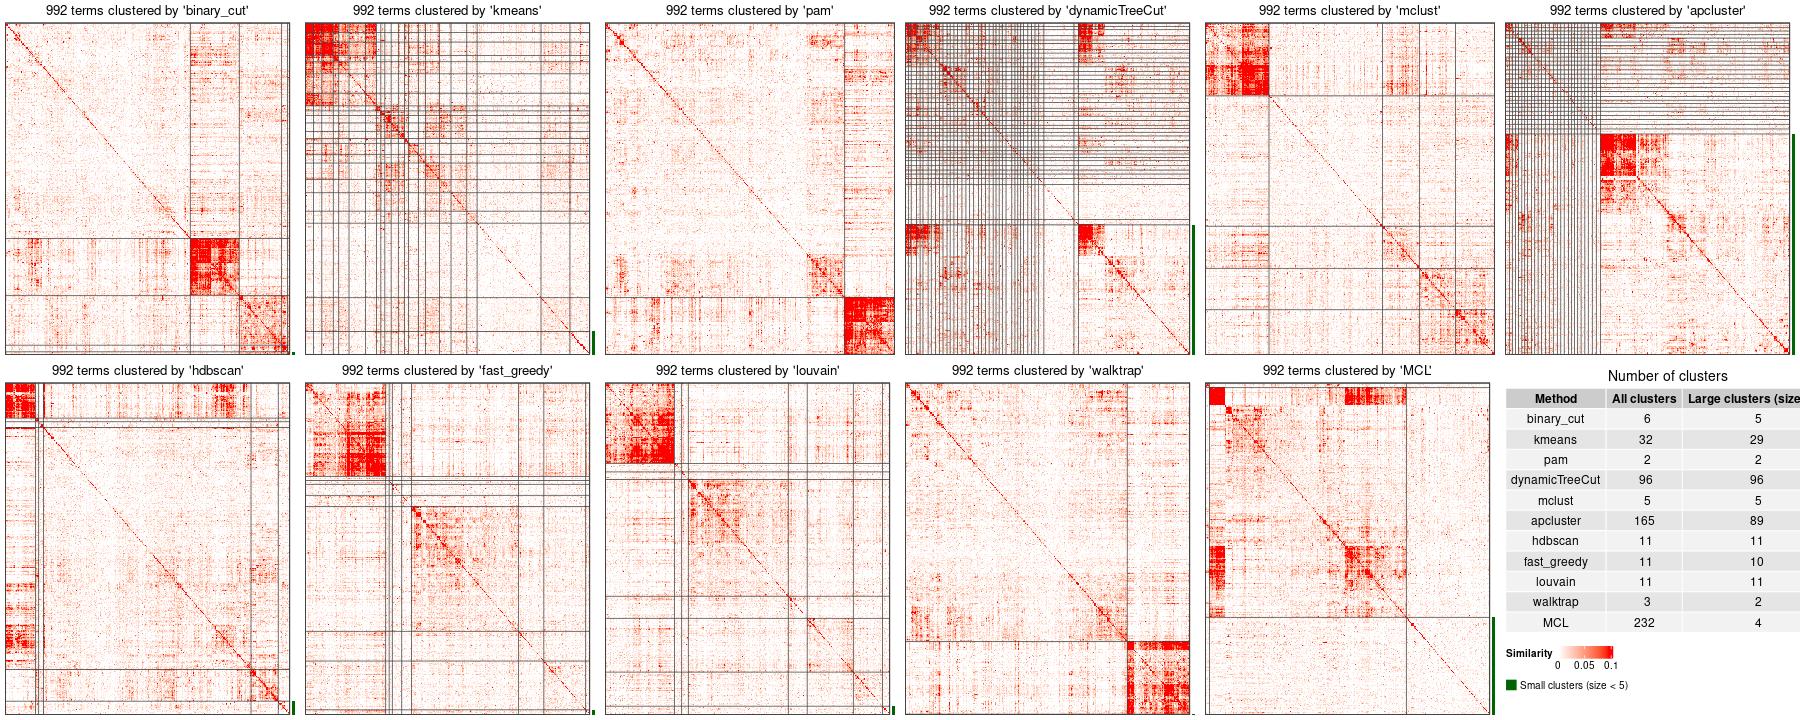 992 terms clustered by 'binary_cut'
992 terms clustered by 'kmeans'
992 terms clustered by 'pam'
992 terms clustered by 'dynamicTreeCut'
992 terms clustered by 'mclust'
992 terms clustered by 'apcluster'
992 terms clustered by 'hdbscan'
992 terms clustered by 'fast_greedy'
992 terms clustered by 'louvain'
992 terms clustered by 'walktrap'
992 terms clustered by 'MCL'
Number of clusters
Method All clusters Large clusters (size
binary_cut 6 5
kmeans 32 29
pam 2 2
dynamicTreeCut 96 96
mclust 5 5
apcluster 165 89
hdbscan 11 11
fast_greedy 11 10
louvain 11 11
walktrap 3 2
MCL 232 4
Similarity
0 0.05 0.1
Small clusters (size < 5)